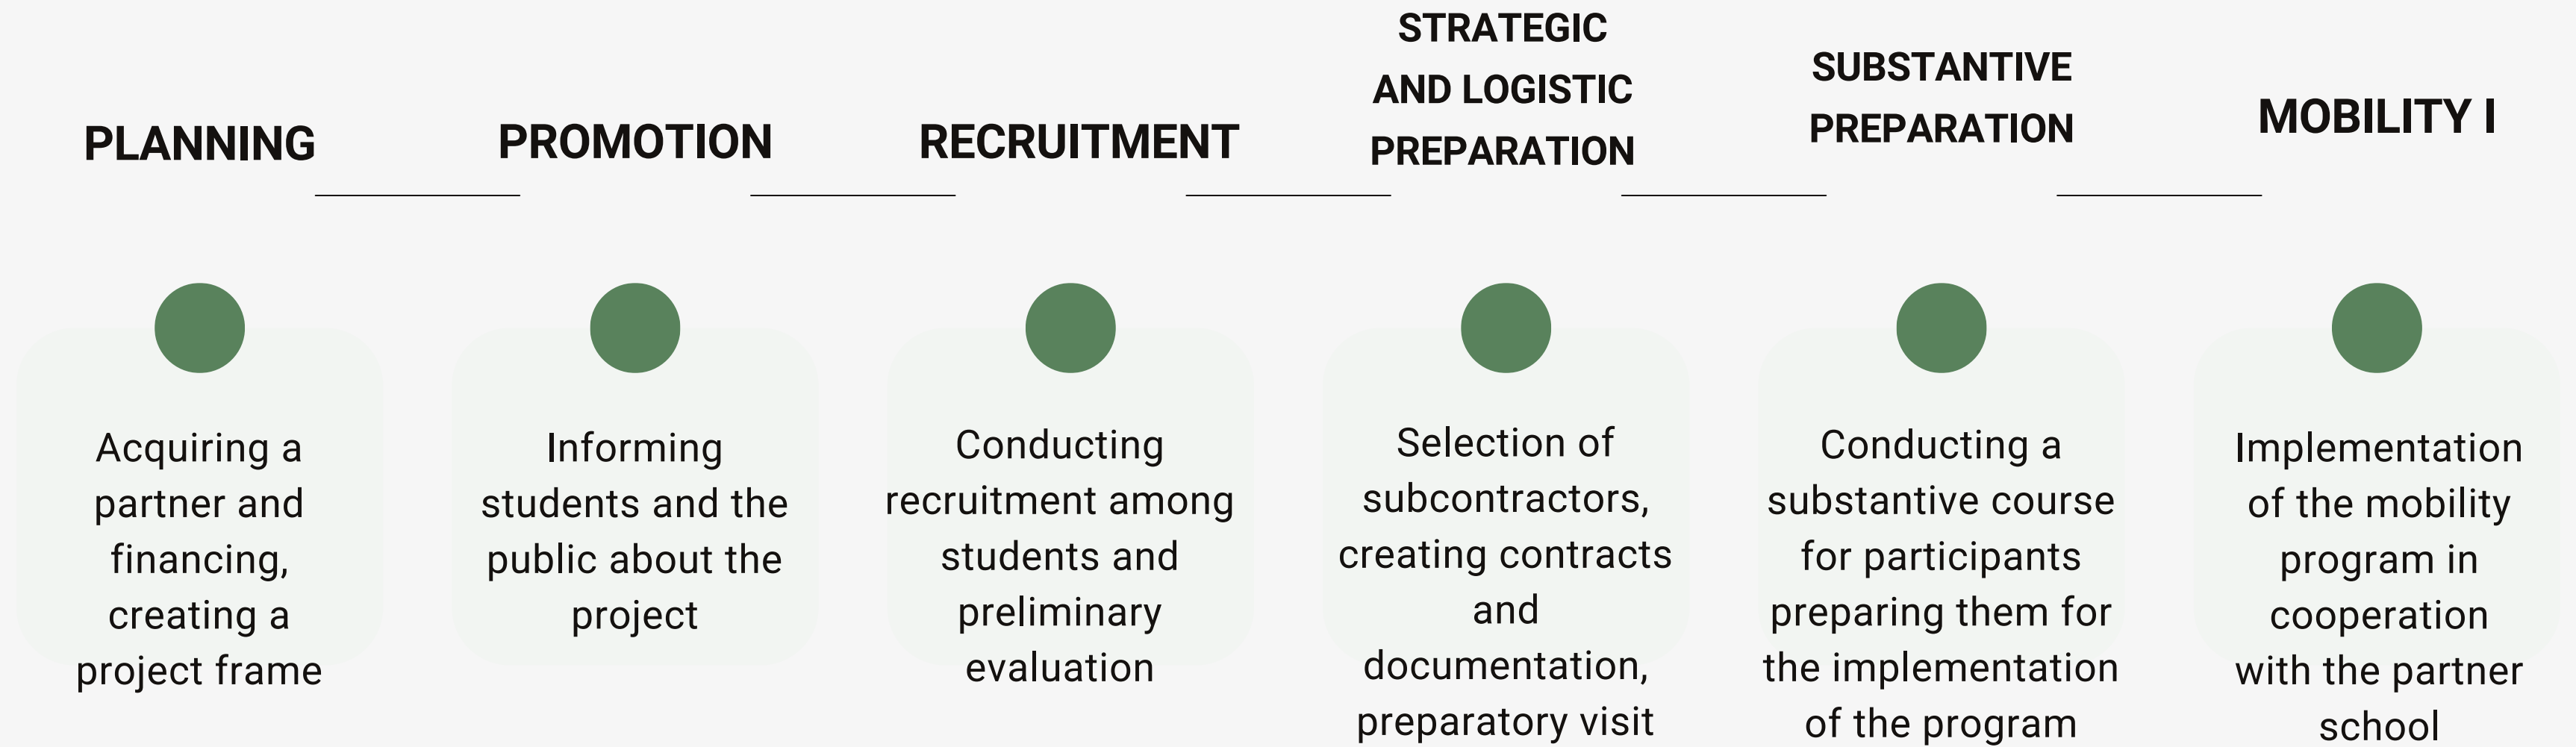 PLANNING
Acquiring a
partner and
financing,
creating a
project frame
PROMOTION
Informing
students and the
public about the
project
RECRUITMENT
Conducting
recruitment among
students and
preliminary
evaluation
STRATEGIC
AND LOGISTIC
PREPARATION
Selection of
subcontractors,
creating contracts
and
documentation,
preparatory visit
SUBSTANTIVE
PREPARATION
Conducting a
substantive course
for participants
preparing them for
the implementation
of the program
MOBILITY I
Implementation
of the mobility
program in
cooperation
with the partner
school